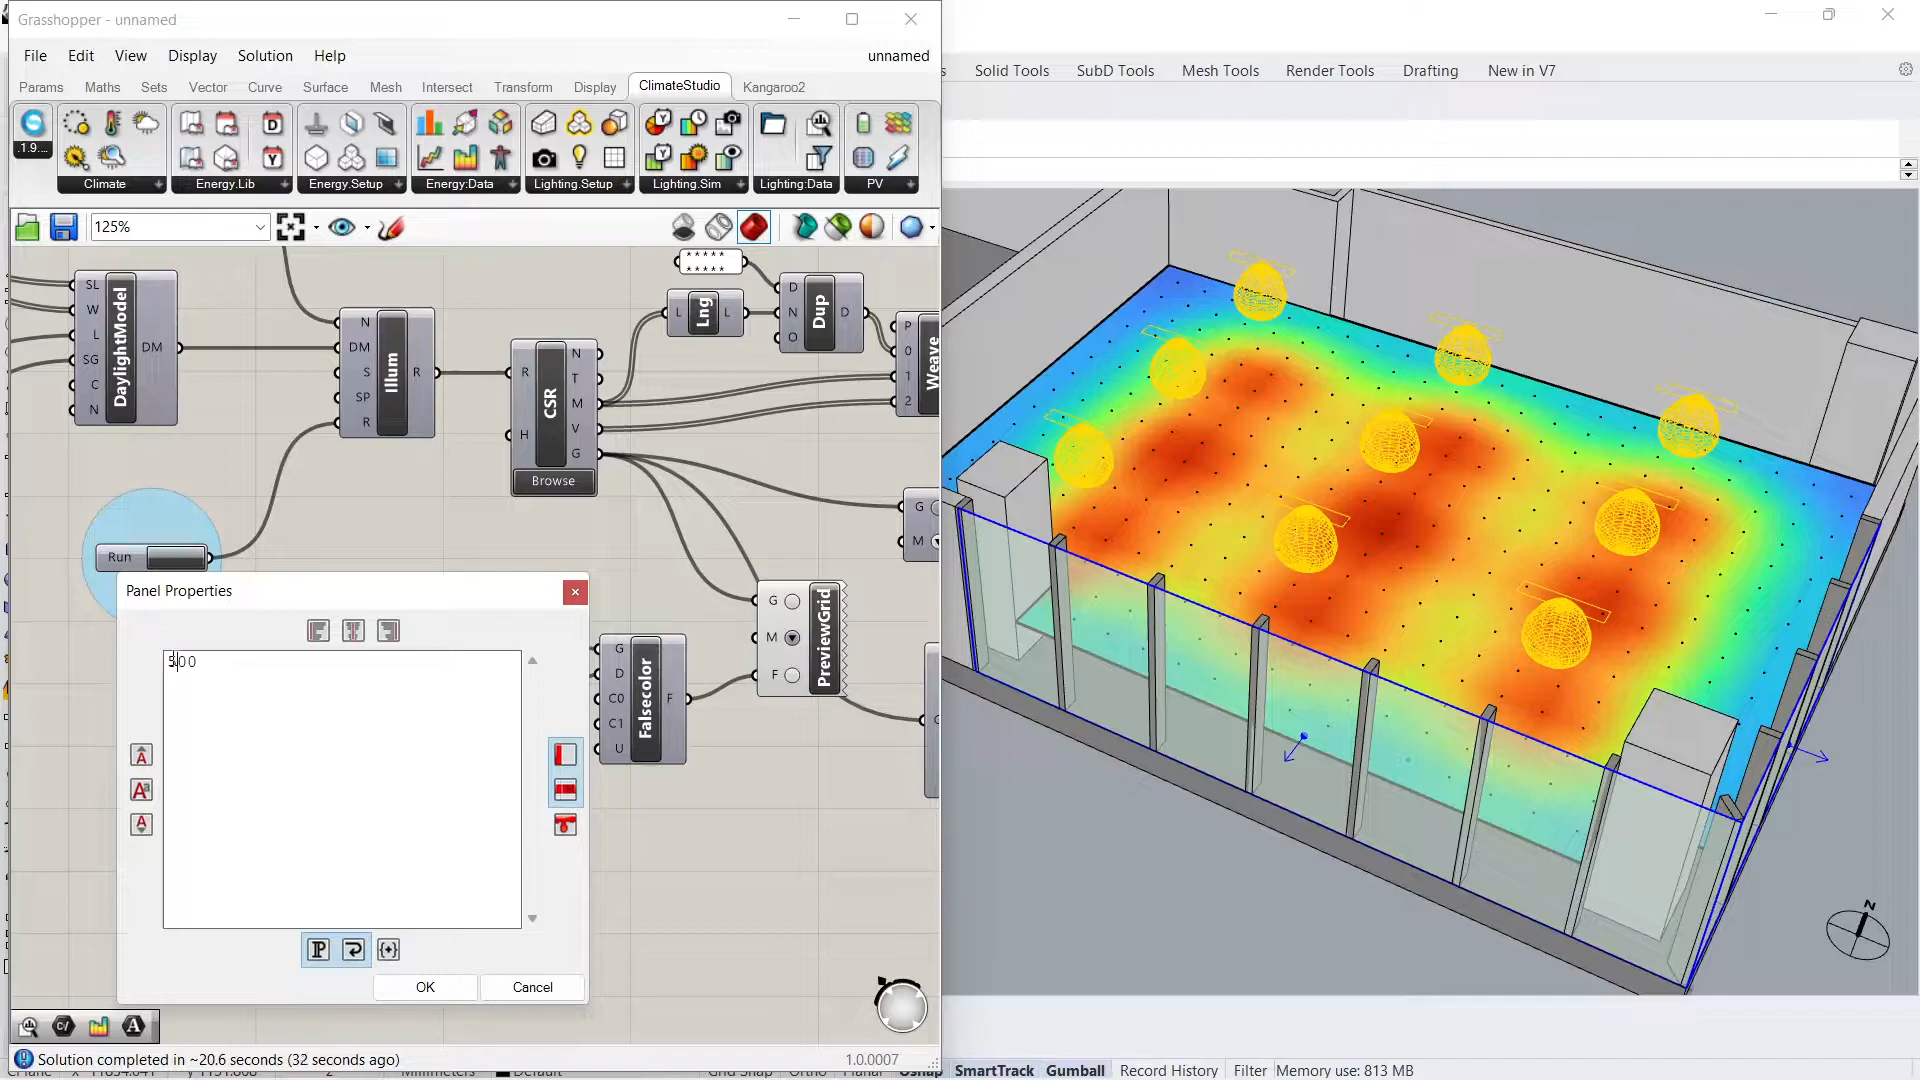 Grasshopper - unnamed
File Edit View Display Solution Help unnamed
Params Maths Sets Vector Curve Surface Mesh Intersect Transform Display ClimateStudio Kangaroo2
Solid Tools SubD Tools Mesh Tools Render Tools Drafting New in V7
.1.9....
Climate Energy.Lib Energy.Setup Energy:Data Lighting.Setup Lighting.Sim Lighting:Data PV
125%
SL
W
L
SG
C
N
DaylightModel
DM
N
DM
S
SP
R
Illum
R
R
H
CSR
N
T
M
V
G
Browse
* * * * *
* * * * *
L Lng L
D
N
O
Dup
D
P
0
1
2
Weave
G
M
Run
Panel Properties
500
OK Cancel
G
D
C0
C1
U
Falsecolor
F
G
M
F
PreviewGrid
N
Solution completed in ~20.6 seconds (32 seconds ago) 1.0.0007
SmartTrack Gumball Record History Filter Memory use: 813 MB